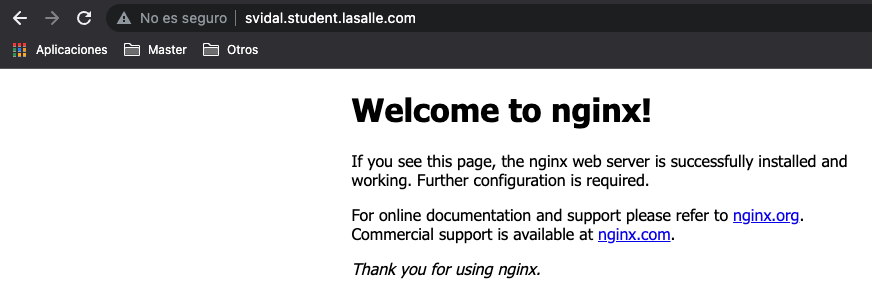 No es seguro | svidal.student.lasalle.com
Aplicaciones Master Otros
Welcome to nginx!
If you see this page, the nginx web server is successfully installed and
working. Further configuration is required.
For online documentation and support please refer to nginx.org.
Commercial support is available at nginx.com.
Thank you for using nginx.